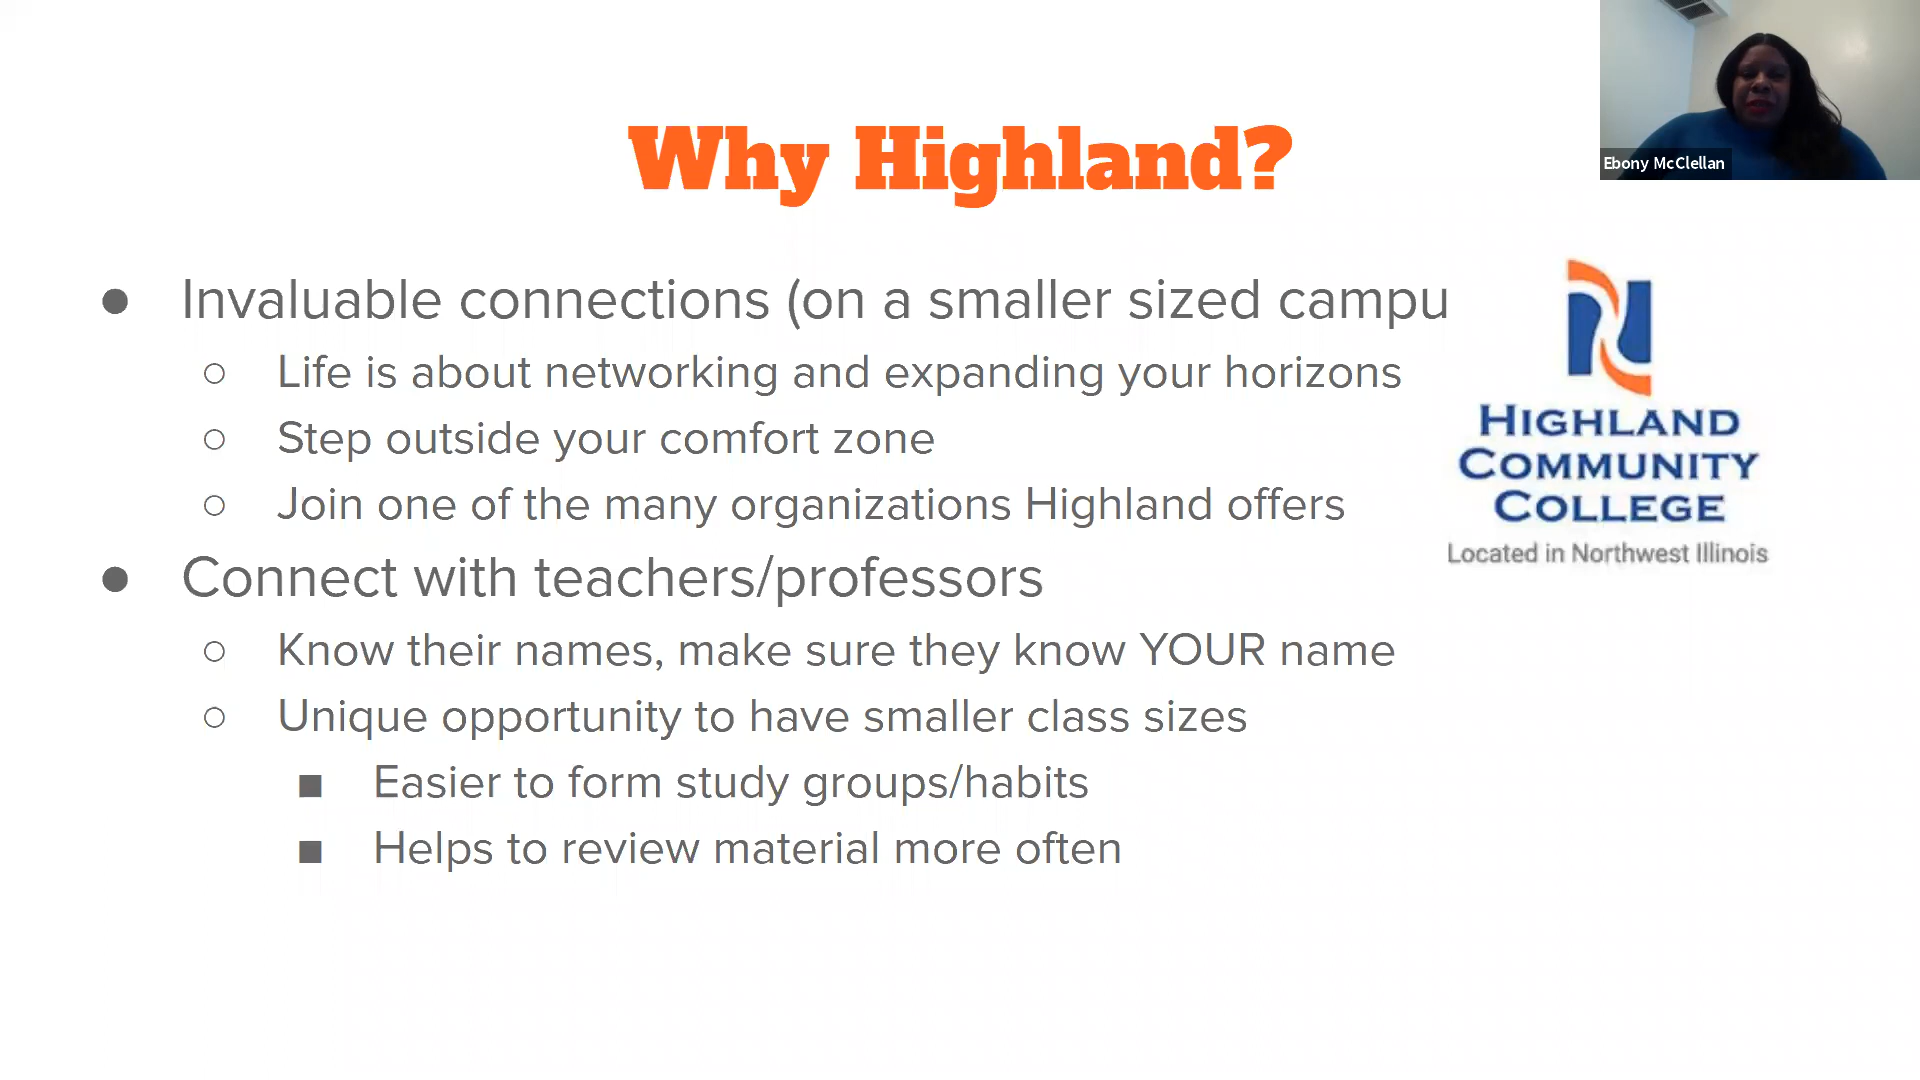 Why Highland?
Ebony McClellan
● Invaluable connections (on a smaller sized campu
○ Life is about networking and expanding your horizons
○ Step outside your comfort zone
○ Join one of the many organizations Highland offers
● Connect with teachers/professors
○ Know their names, make sure they know YOUR name
○ Unique opportunity to have smaller class sizes
■ Easier to form study groups/habits
■ Helps to review material more often
HIGHLAND
COMMUNITY
COLLEGE
Located in Northwest Illinois